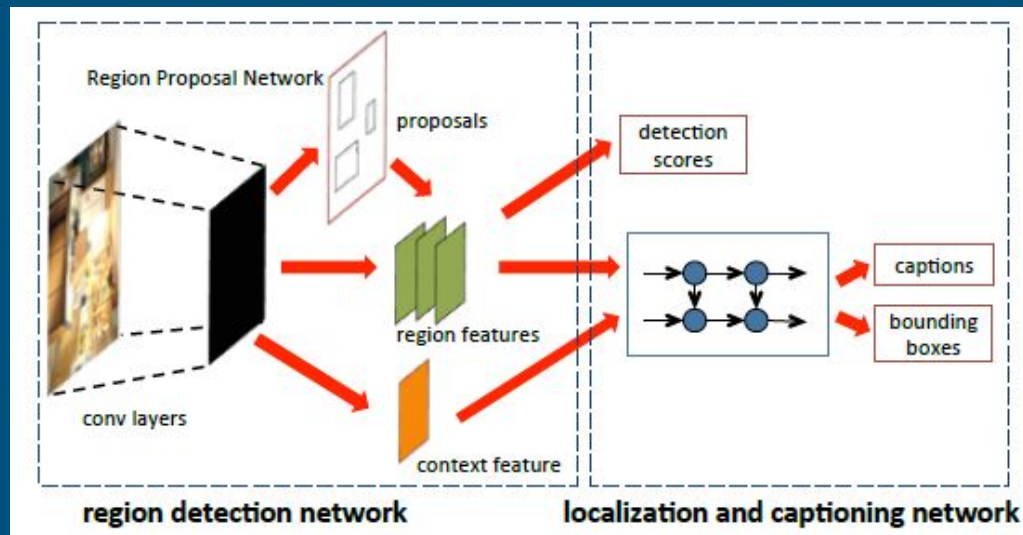 Region Proposal Network
proposals
detection
scores
captions
region features
bounding
boxes
conv layers
context feature
region detection network
localization and captioning network